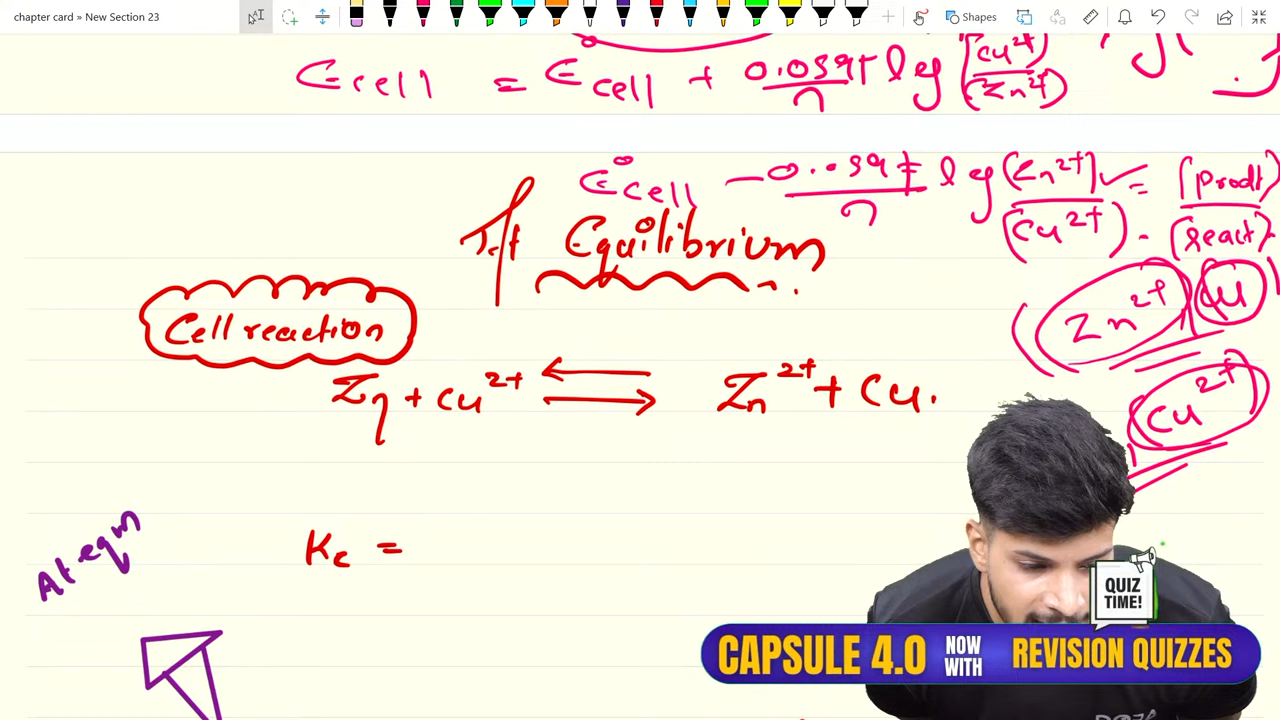 chapter card » New Section 23
Shapes
Ecell = E°cell + 0.059/n log [Cu²⁺]/[Zn²⁺]
E°cell - 0.059/n log [Zn²⁺]/[Cu²⁺] = [prodt]/[react]
At Equilibrium
Cell reaction
Zn²⁺ Cu
Zn + Cu²⁺ ⇌ Zn²⁺ + Cu.
Cu²⁺
At eqm
Kc =
QUIZ
TIME!
CAPSULE 4.0 NOW WITH REVISION QUIZZES